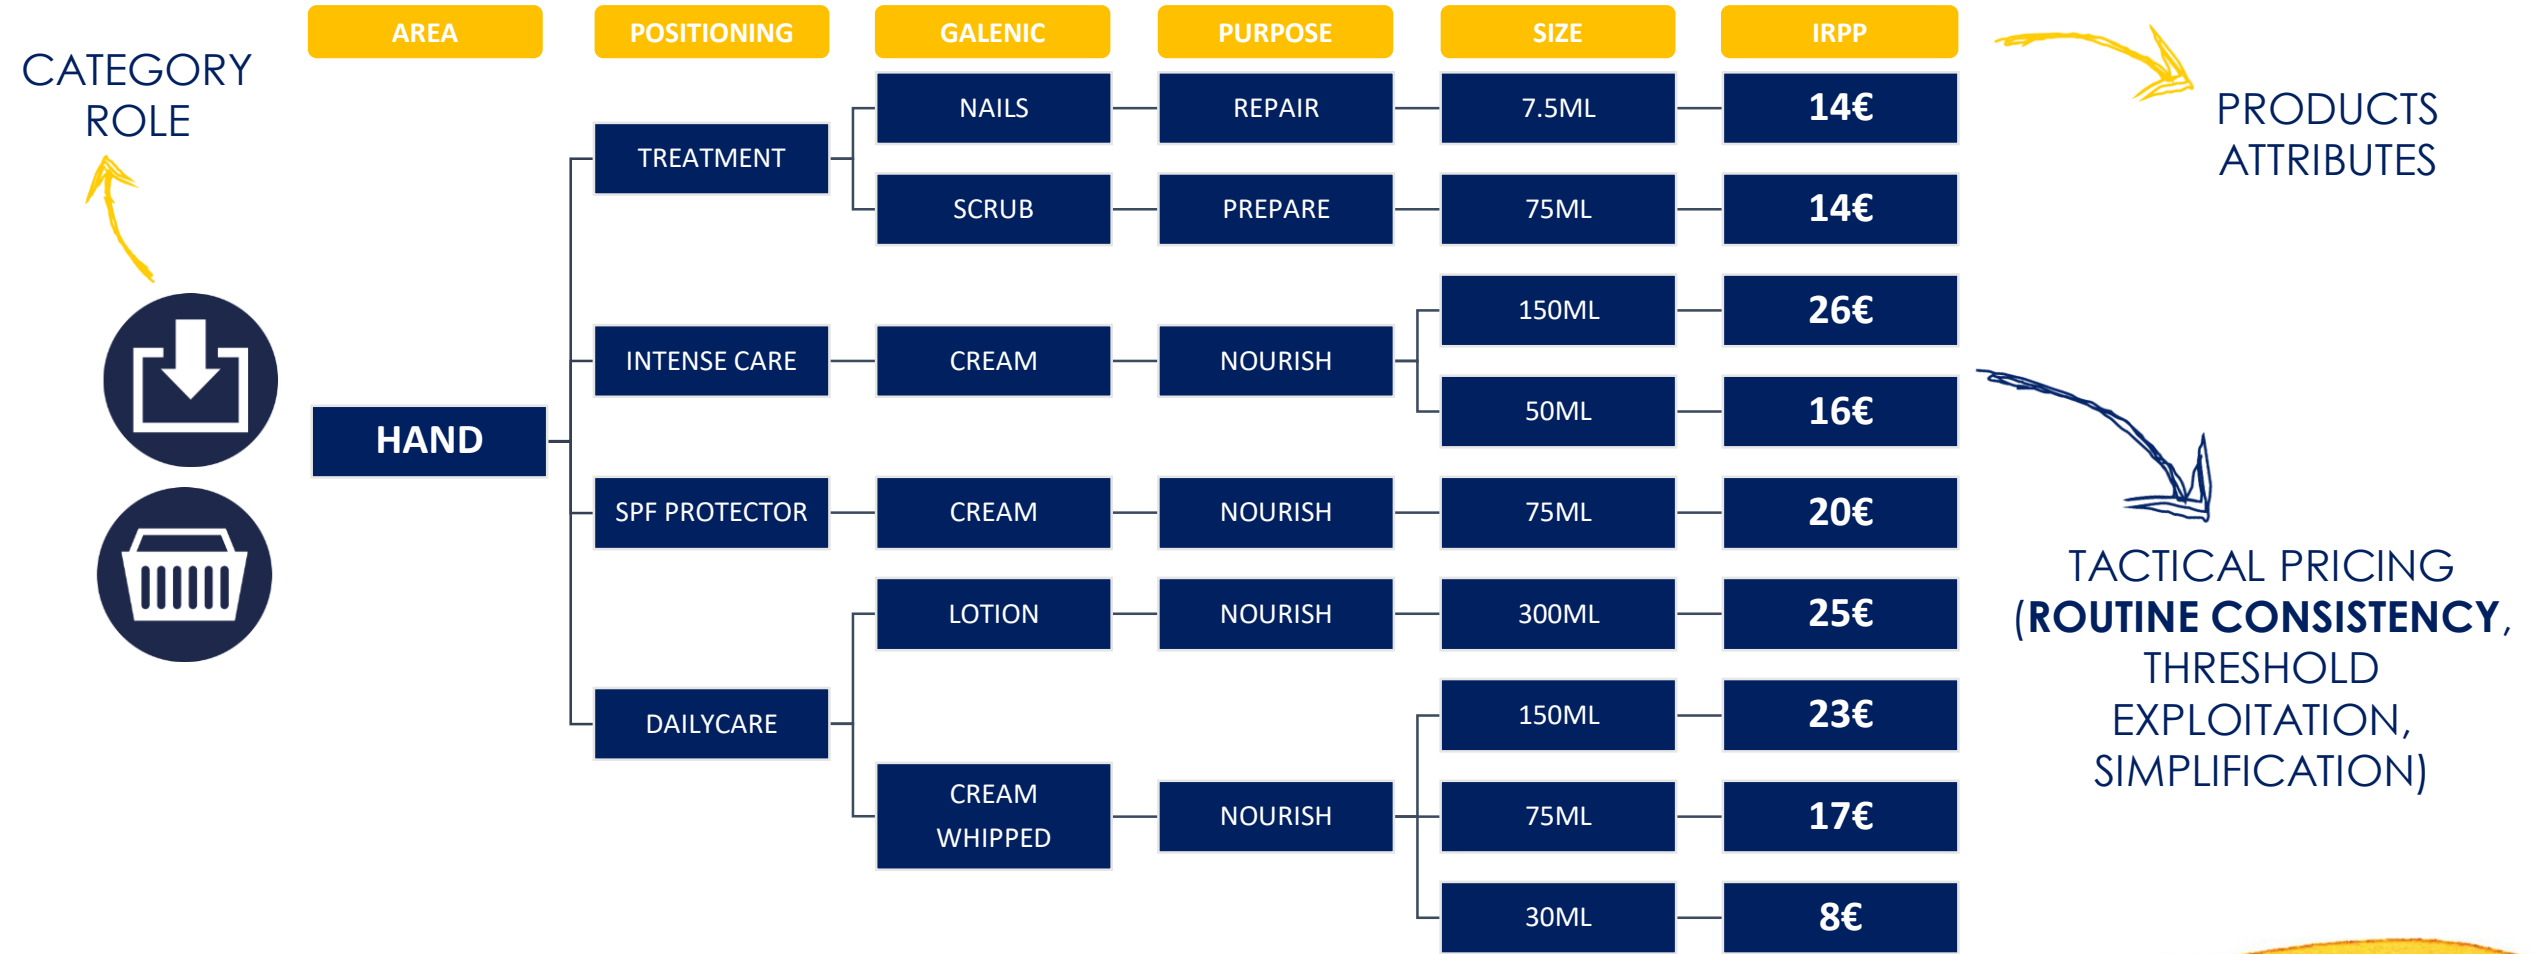 AREA
POSITIONING
GALENIC
PURPOSE
SIZE
IRPP
CATEGORY
ROLE
PRODUCTS
ATTRIBUTES
HAND
TREATMENT
NAILS
REPAIR
7.5ML
14€
SCRUB
PREPARE
75ML
14€
INTENSE CARE
CREAM
NOURISH
150ML
26€
50ML
16€
SPF PROTECTOR
CREAM
NOURISH
75ML
20€
DAILYCARE
LOTION
NOURISH
300ML
25€
CREAM
WHIPPED
NOURISH
150ML
23€
75ML
17€
30ML
8€
TACTICAL PRICING
(ROUTINE CONSISTENCY,
THRESHOLD
EXPLOITATION,
SIMPLIFICATION)